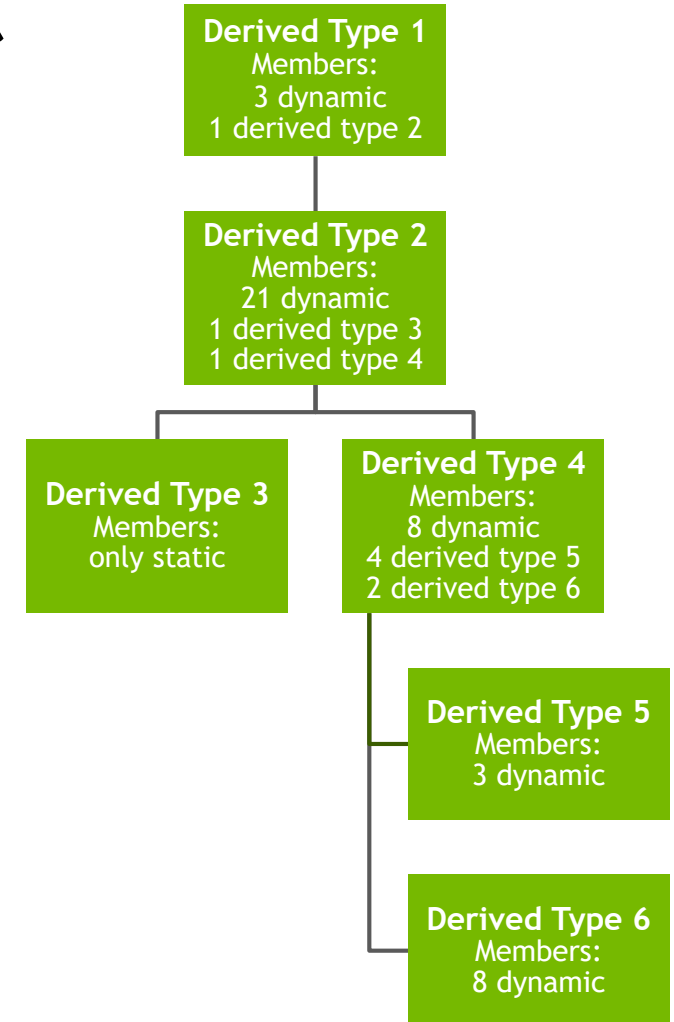 Derived Type 1
Members:
3 dynamic
1 derived type 2
Derived Type 2
Members:
21 dynamic
1 derived type 3
1 derived type 4
Derived Type 3
Members:
only static
Derived Type 4
Members:
8 dynamic
4 derived type 5
2 derived type 6
Derived Type 5
Members:
3 dynamic
Derived Type 6
Members:
8 dynamic